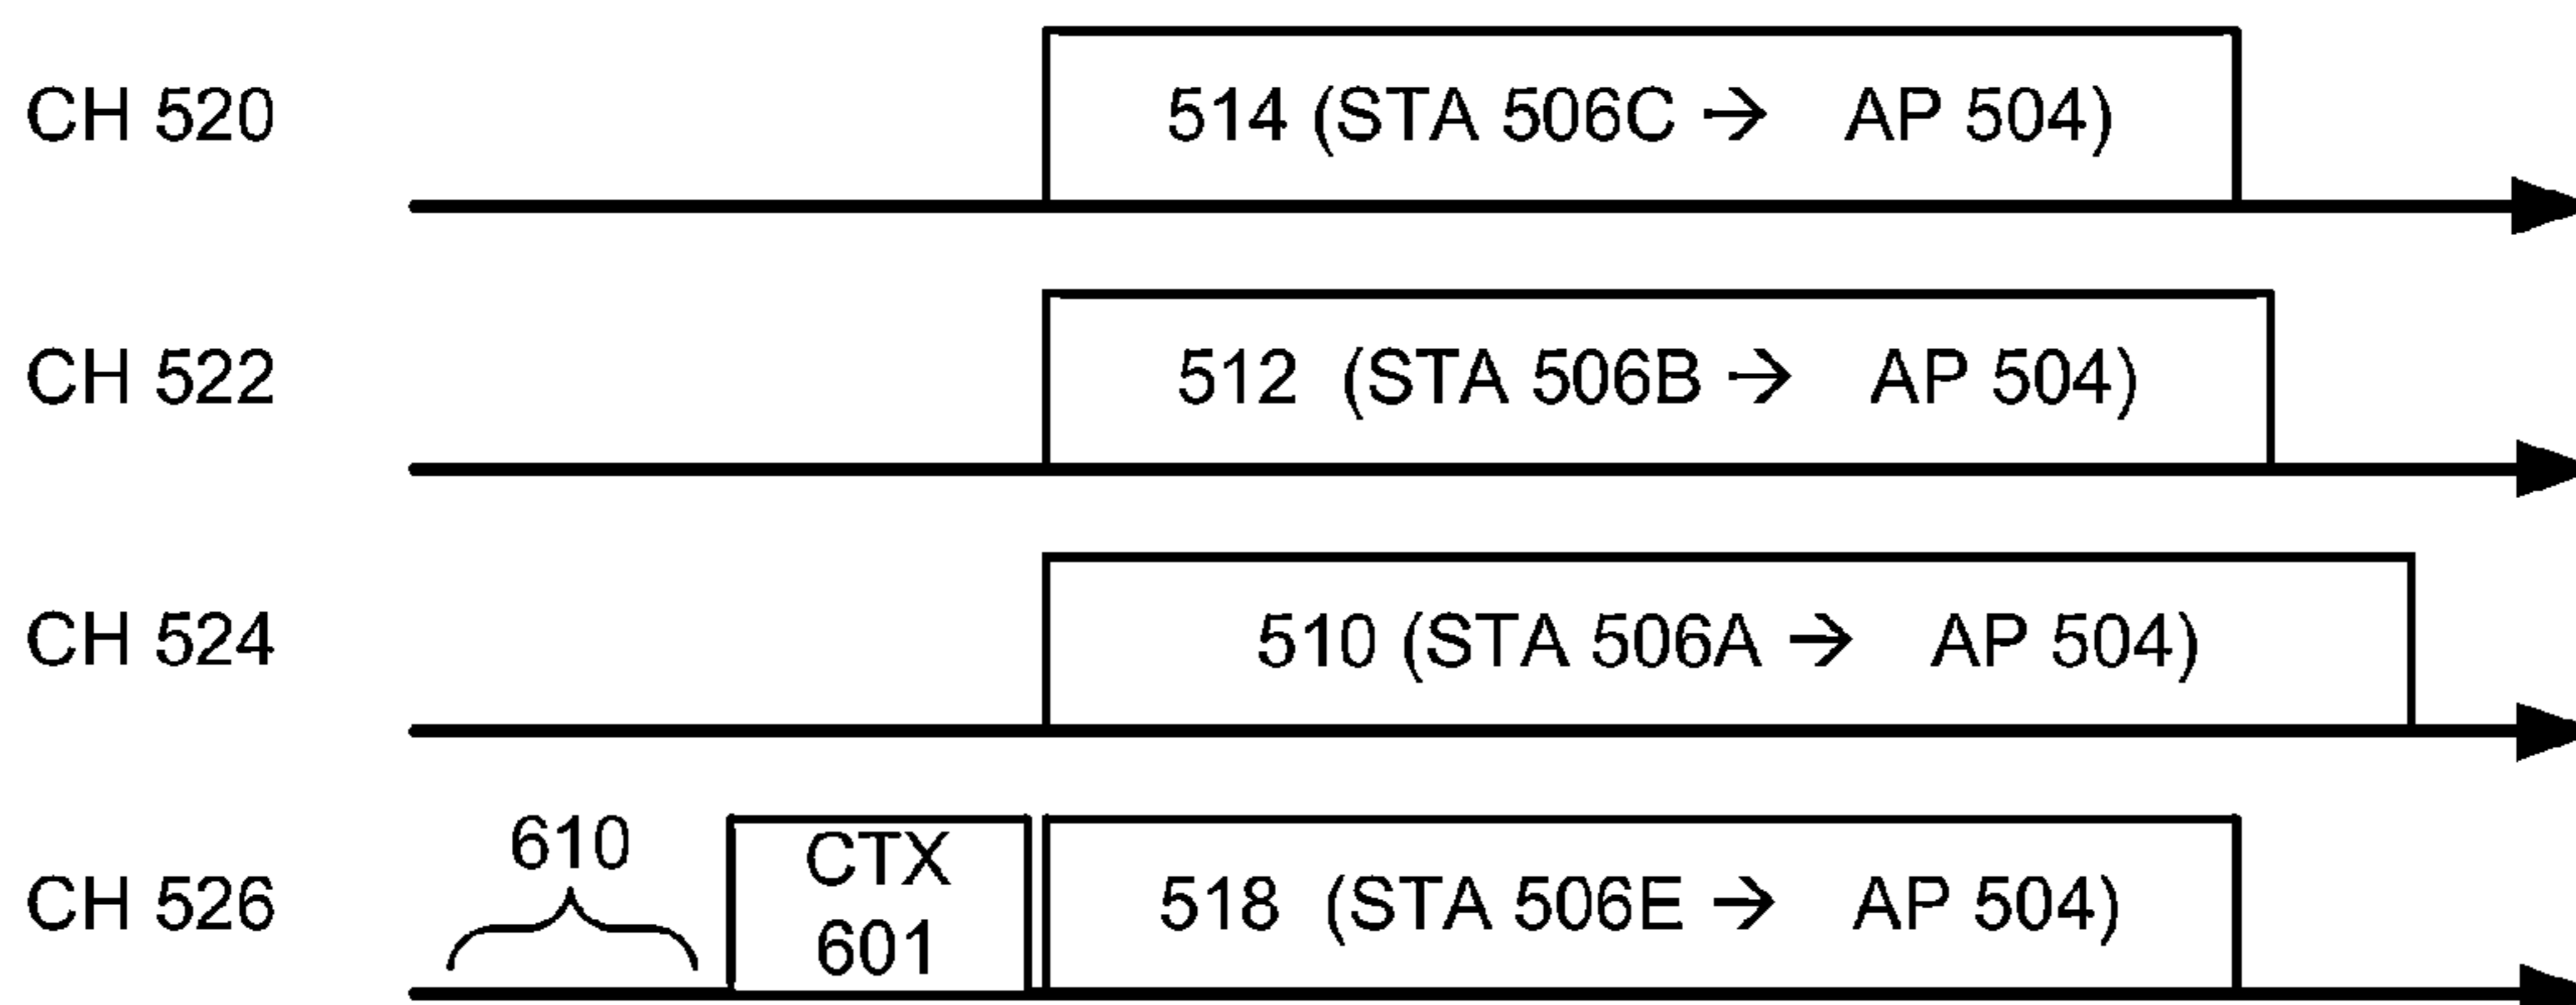 CH 520 514 (STA 506C → AP 504)
CH 522 512 (STA 506B → AP 504)
CH 524 510 (STA 506A → AP 504)
610
CTX
CH 526 518 (STA 506E → AP 504)
601